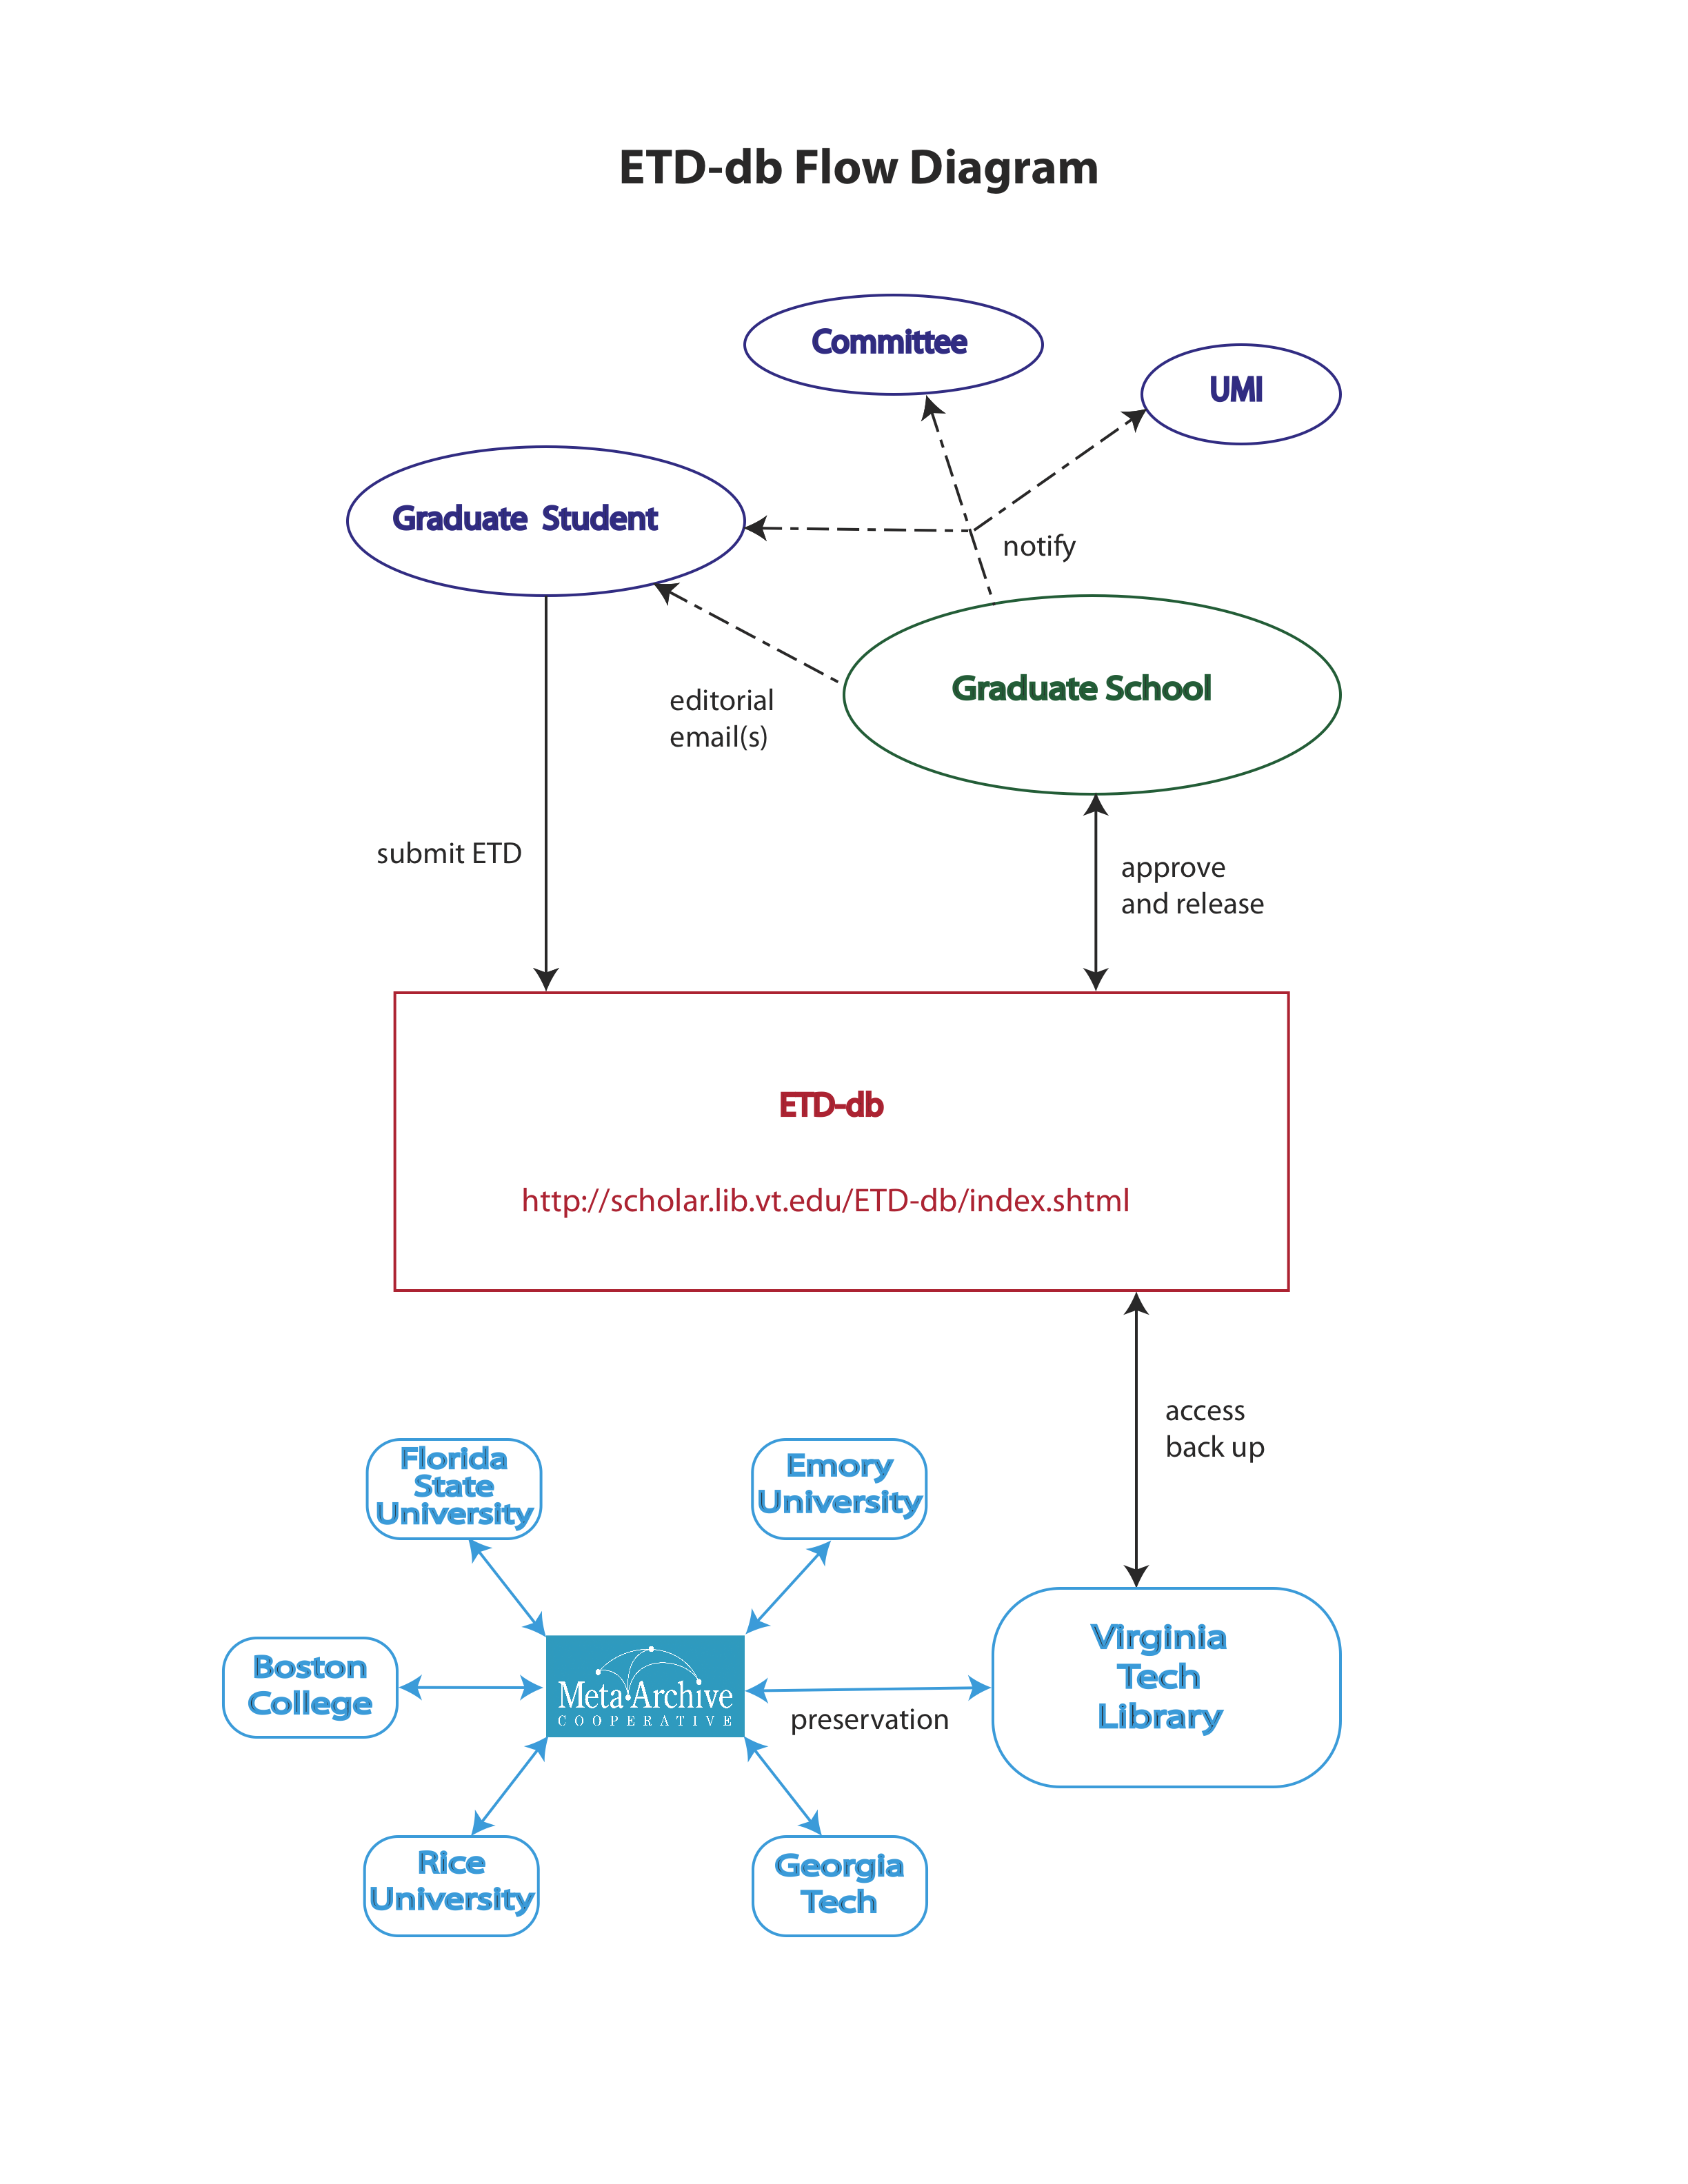 ETD-db Flow Diagram
Committee
UMI
Graduate Student
notify
Graduate School
editorial
email(s)
submit ETD
approve
and release
ETD-db
http://scholar.lib.vt.edu/ETD-db/index.shtml
access
back up
Florida
State
University
Emory
University
Virginia
Tech
Library
Boston
College
MetaArchive
COOPERATIVE
preservation
Rice
University
Georgia
Tech